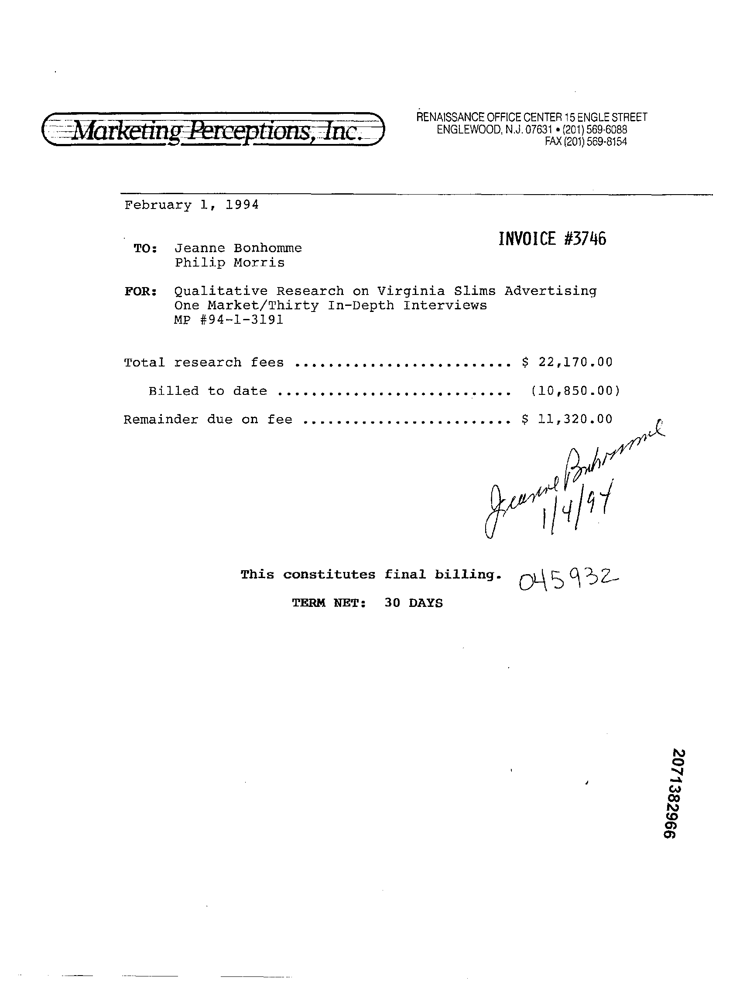 Marketing Perceptions, Inc.
RENAISSANCE OFFICE CENTER 15 ENGLE STREET
ENGLEWOOD, N.J. 07631 • (201) 569-6088
FAX (201) 569-8154
February 1, 1994
INVOICE #3746
TO: Jeanne Bonhomme
Philip Morris
FOR: Qualitative Research on Virginia Slims Advertising
One Market/Thirty In-Depth Interviews
MP #94-1-3191
Total research fees .......................... $ 22,170.00
Billed to date ............................ (10,850.00)
Remainder due on fee ......................... $ 11,320.00
Jeanne Bonhomme
1/4/94
This constitutes final billing. 045932
TERM NET: 30 DAYS
2071382966